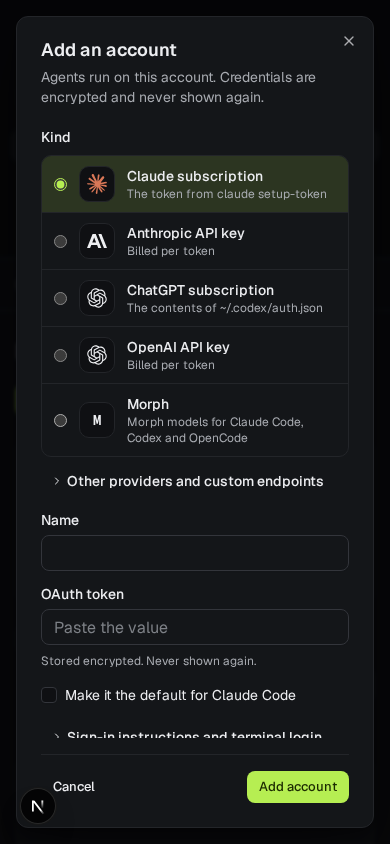 Add an account
Agents run on this account. Credentials are
encrypted and never shown again.
Kind
Claude subscription
The token from claude setup-token
Anthropic API key
Billed per token
ChatGPT subscription
The contents of ~/.codex/auth.json
OpenAI API key
Billed per token
M
Morph
Morph models for Claude Code,
Codex and OpenCode
Other providers and custom endpoints
Name
OAuth token
Paste the value
Stored encrypted. Never shown again.
Make it the default for Claude Code
Sign-in instructions and terminal login
Cancel
Add account